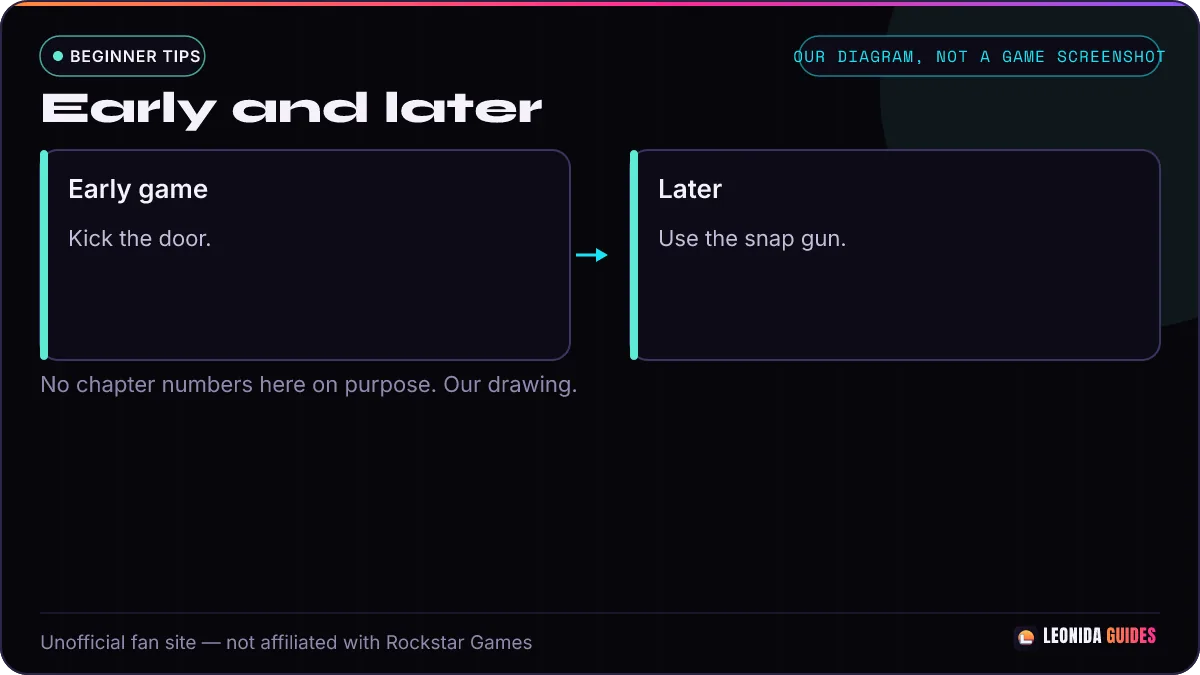 BEGINNER TIPS
OUR DIAGRAM, NOT A GAME SCREENSHOT
Early and later
Early game
Kick the door.
Later
Use the snap gun.
No chapter numbers here on purpose. Our drawing.
Unofficial fan site — not affiliated with Rockstar Games
LEONIDA GUIDES